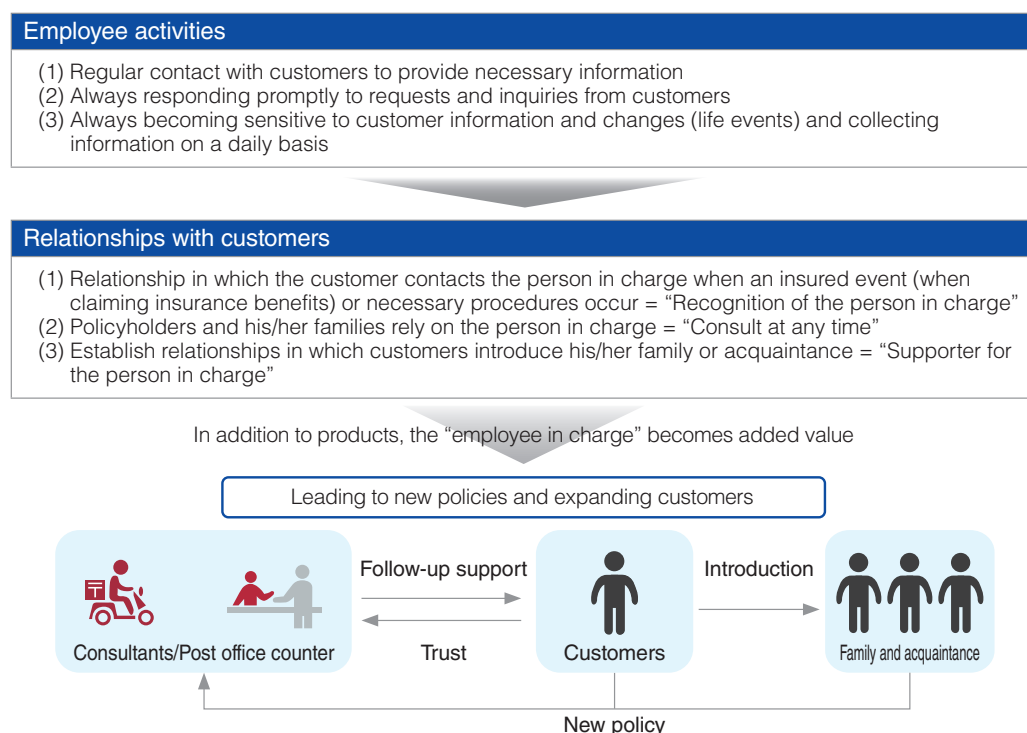 Employee activities
(1) Regular contact with customers to provide necessary information
(2) Always responding promptly to requests and inquiries from customers
(3) Always becoming sensitive to customer information and changes (life events) and collecting
information on a daily basis
Relationships with customers
(1) Relationship in which the customer contacts the person in charge when an insured event (when
claiming insurance benefits) or necessary procedures occur = “Recognition of the person in charge”
(2) Policyholders and his/her families rely on the person in charge = “Consult at any time”
(3) Establish relationships in which customers introduce his/her family or acquaintance = “Supporter for
the person in charge”
In addition to products, the “employee in charge” becomes added value
Leading to new policies and expanding customers
Follow-up support
Introduction
Consultants/Post office counter
Trust
Customers
Family and acquaintance
New policy